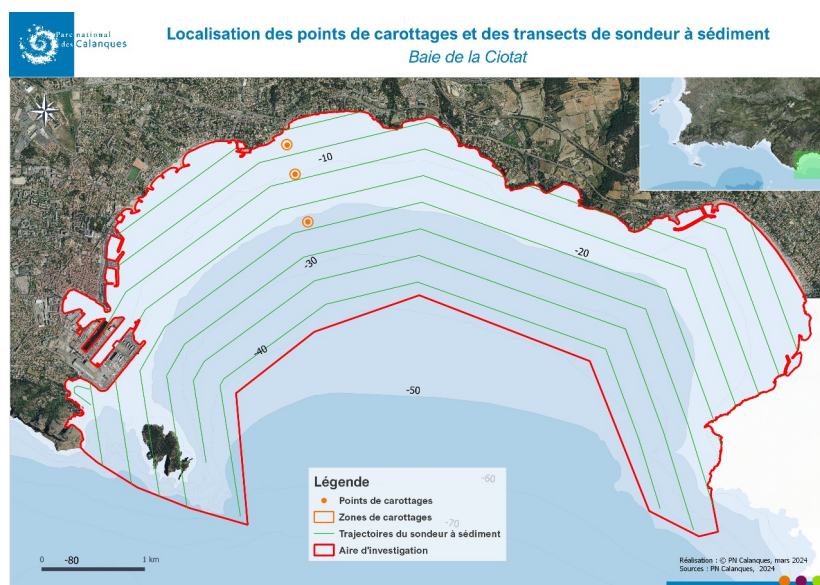 Parc national
des Calanques
Localisation des points de carottages et des transects de sondeur à sédiment
Baie de la Ciotat
-10
-20
-30
-40
-50
Légende
-60
Points de carottages
Zones de carottages
-70
Trajectoires du sondeur à sédiment
Aire d'investigation
0 -80 1 km
Réalisation : © PN Calanques, mars 2024
Sources : PN Calanques, 2024